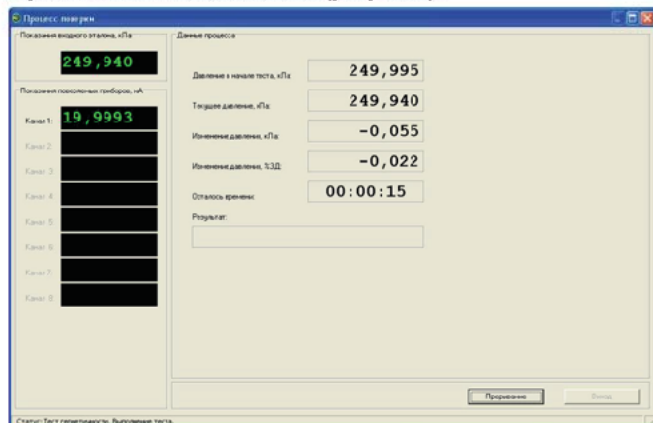 Процесс поверки
Показания входного эталона, кПа
249,940
Показания поверяемых приборов, мА
Канал 1: 19,9993
Канал 2:
Канал 3:
Канал 4:
Канал 5:
Канал 6:
Канал 7:
Канал 8:
Данные процесса
Давление в начале теста, кПа: 249,995
Текущее давление, кПа: 249,940
Изменение давления, кПа: -0,055
Изменение давления, %ЗД: -0,022
Осталось времени: 00:00:15
Результат:
Прерывание
Выход
Статус: Тест герметичности. Выполнение теста.